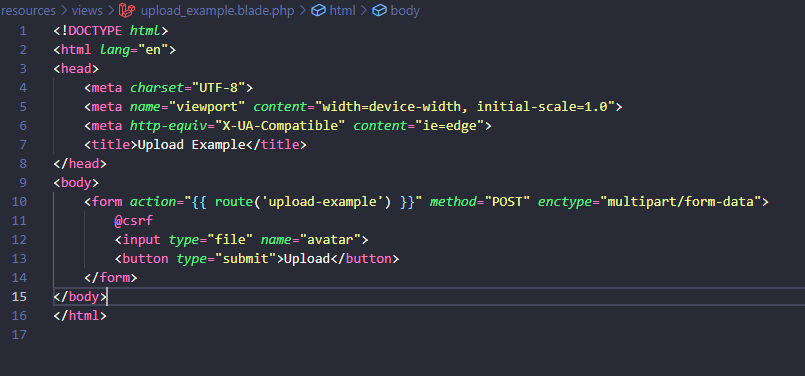 resources > views > upload_example.blade.php > html > body
1 <!DOCTYPE html>
2 <html lang="en">
3 <head>
4     <meta charset="UTF-8">
5     <meta name="viewport" content="width=device-width, initial-scale=1.0">
6     <meta http-equiv="X-UA-Compatible" content="ie=edge">
7     <title>Upload Example</title>
8 </head>
9 <body>
10     <form action="{{ route('upload-example') }}" method="POST" enctype="multipart/form-data">
11         @csrf
12         <input type="file" name="avatar">
13         <button type="submit">Upload</button>
14     </form>
15 </body>
16 </html>
17